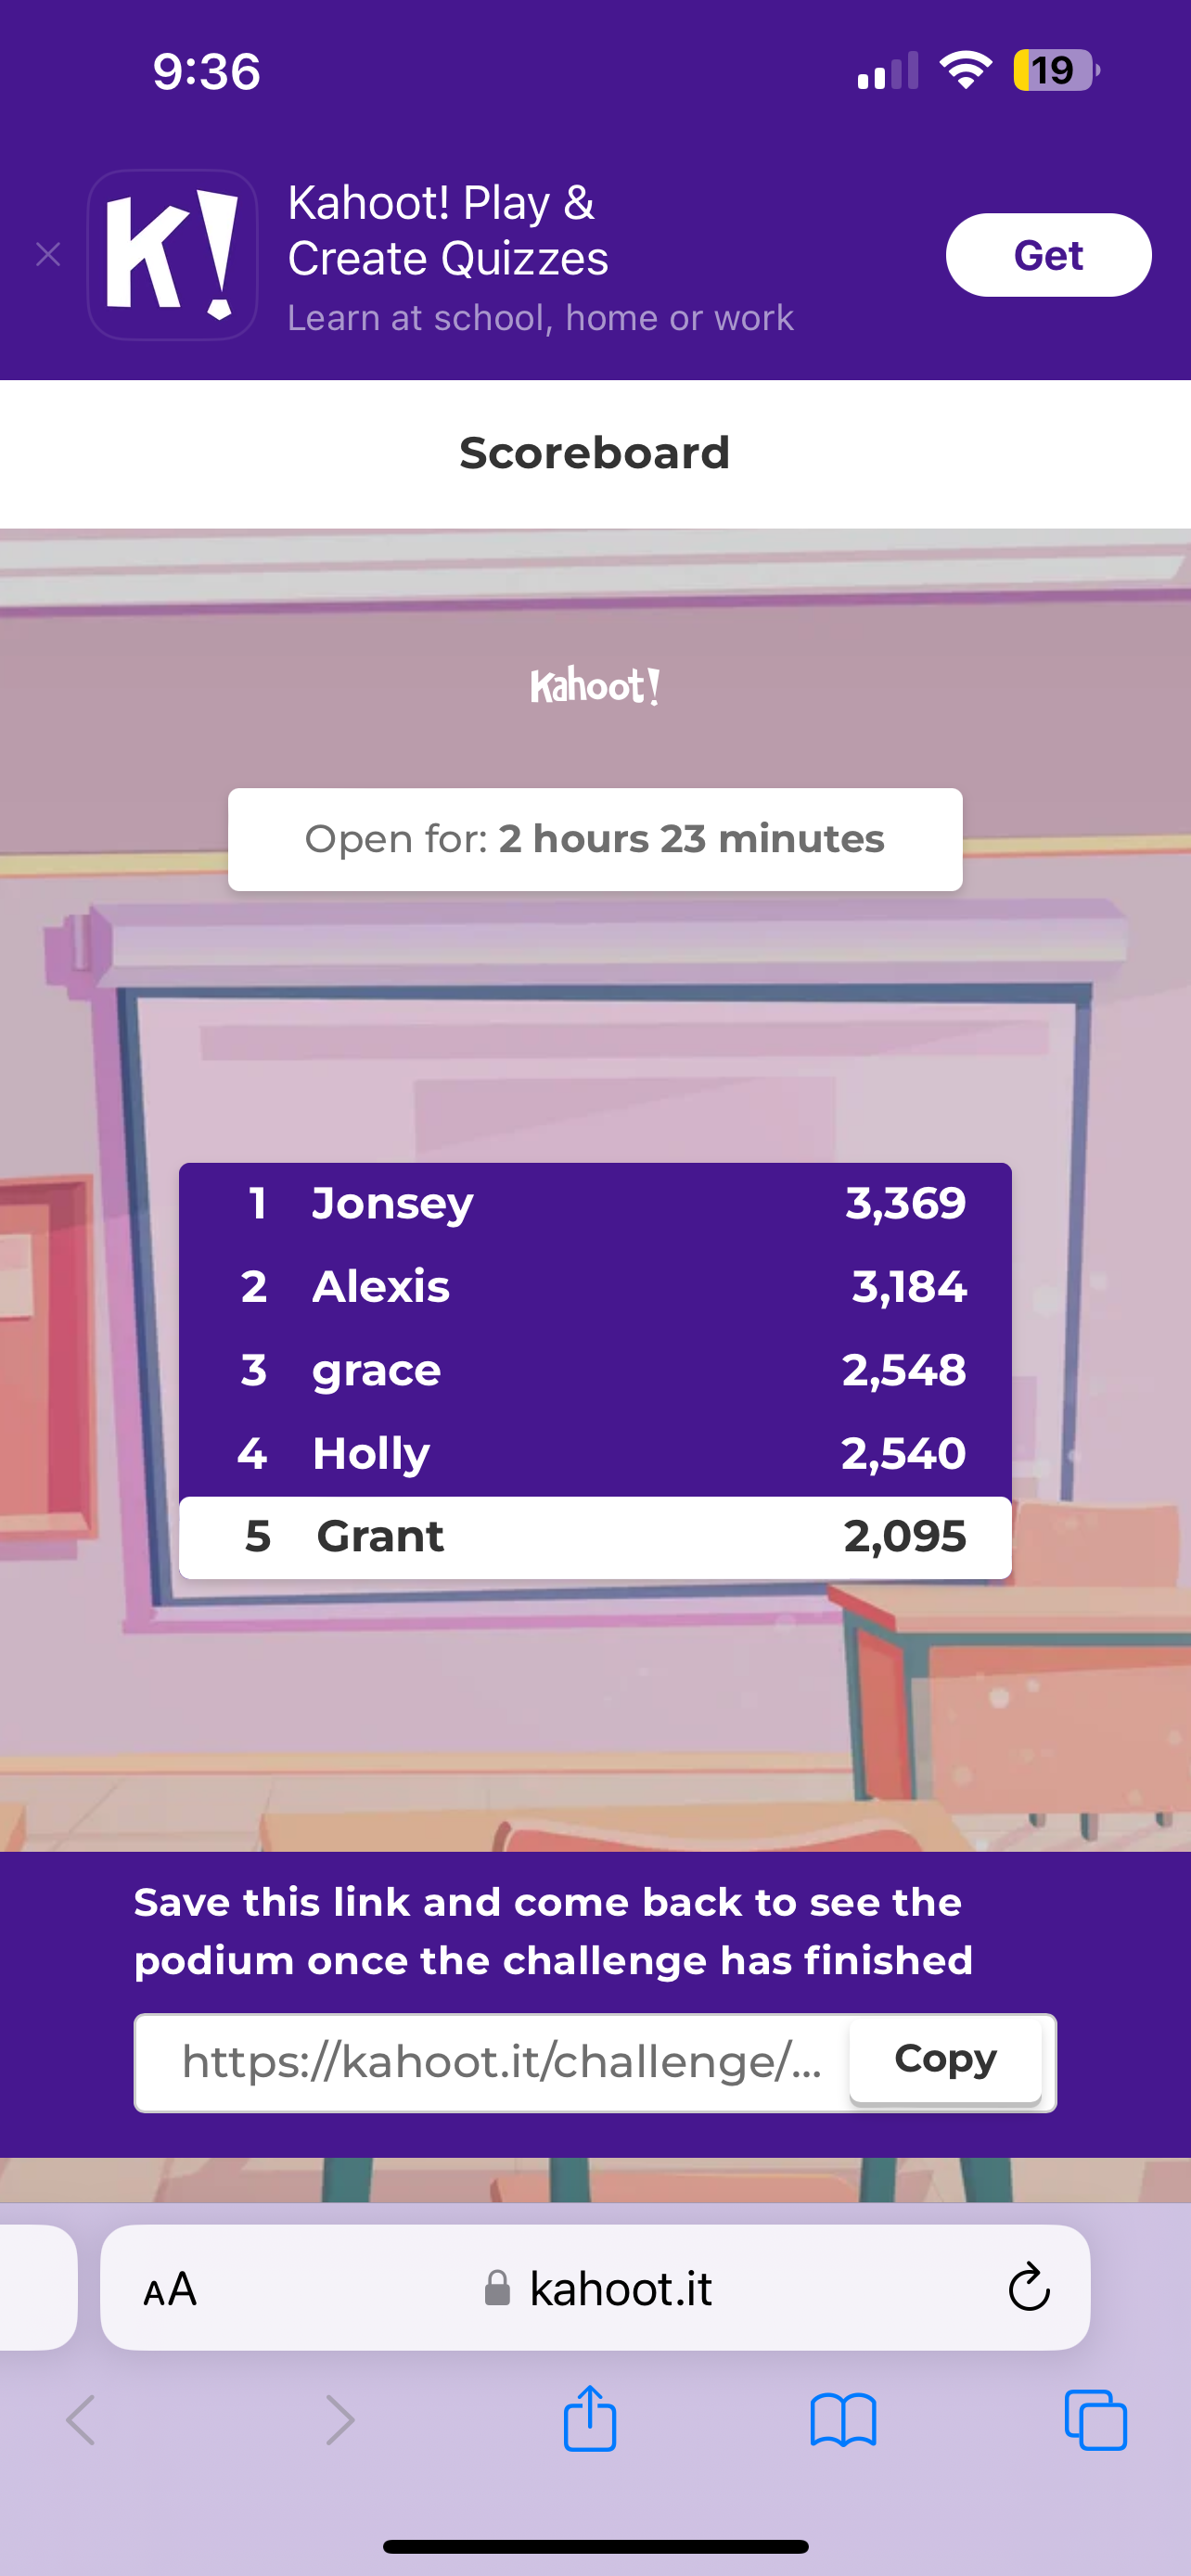 9:36
19
K!
Kahoot! Play &
Create Quizzes
Learn at school, home or work
Get
Scoreboard
Kahoot!
Open for: 2 hours 23 minutes
1 Jonsey 3,369
2 Alexis 3,184
3 grace 2,548
4 Holly 2,540
5 Grant 2,095
Save this link and come back to see the
podium once the challenge has finished
https://kahoot.it/challenge/... Copy
AA kahoot.it